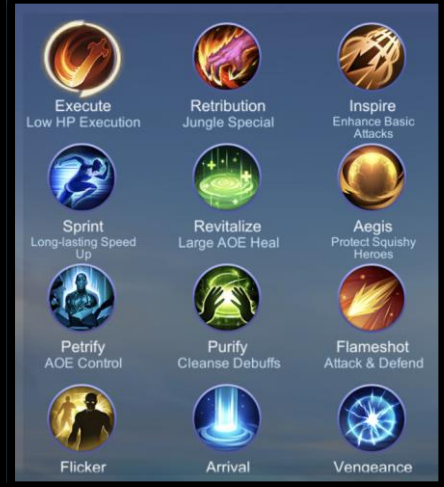 Execute
Low HP Execution
Retribution
Jungle Special
Inspire
Enhance Basic
Attacks
Sprint
Long-lasting Speed
Up
Revitalize
Large AOE Heal
Aegis
Protect Squishy
Heroes
Petrify
AOE Control
Purify
Cleanse Debuffs
Flameshot
Attack & Defend
Flicker
Arrival
Vengeance